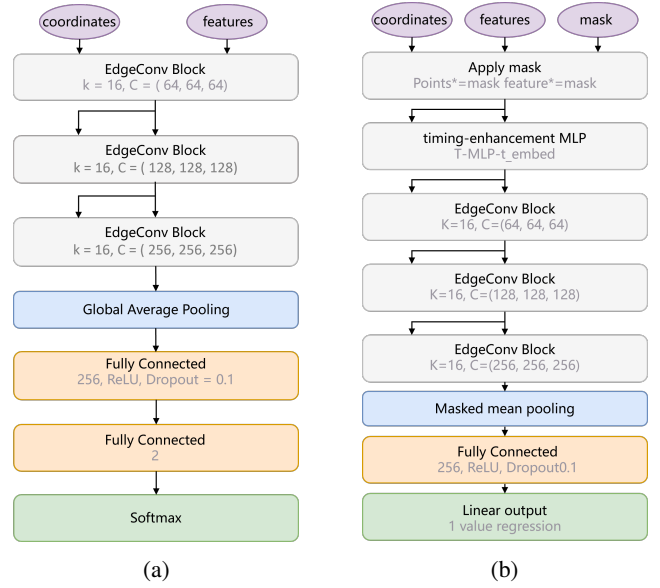 coordinates
features
EdgeConv Block
k = 16, C = ( 64, 64, 64)
EdgeConv Block
k = 16, C = ( 128, 128, 128)
EdgeConv Block
k = 16, C = ( 256, 256, 256)
Global Average Pooling
Fully Connected
256, ReLU, Dropout = 0.1
Fully Connected
2
Softmax
(a)
coordinates
features
mask
Apply mask
Points*=mask feature*=mask
timing-enhancement MLP
T-MLP-t_embed
EdgeConv Block
K=16, C=(64, 64, 64)
EdgeConv Block
K=16, C=(128, 128, 128)
EdgeConv Block
K=16, C=(256, 256, 256)
Masked mean pooling
Fully Connected
256, ReLU, Dropout0.1
Linear output
1 value regression
(b)